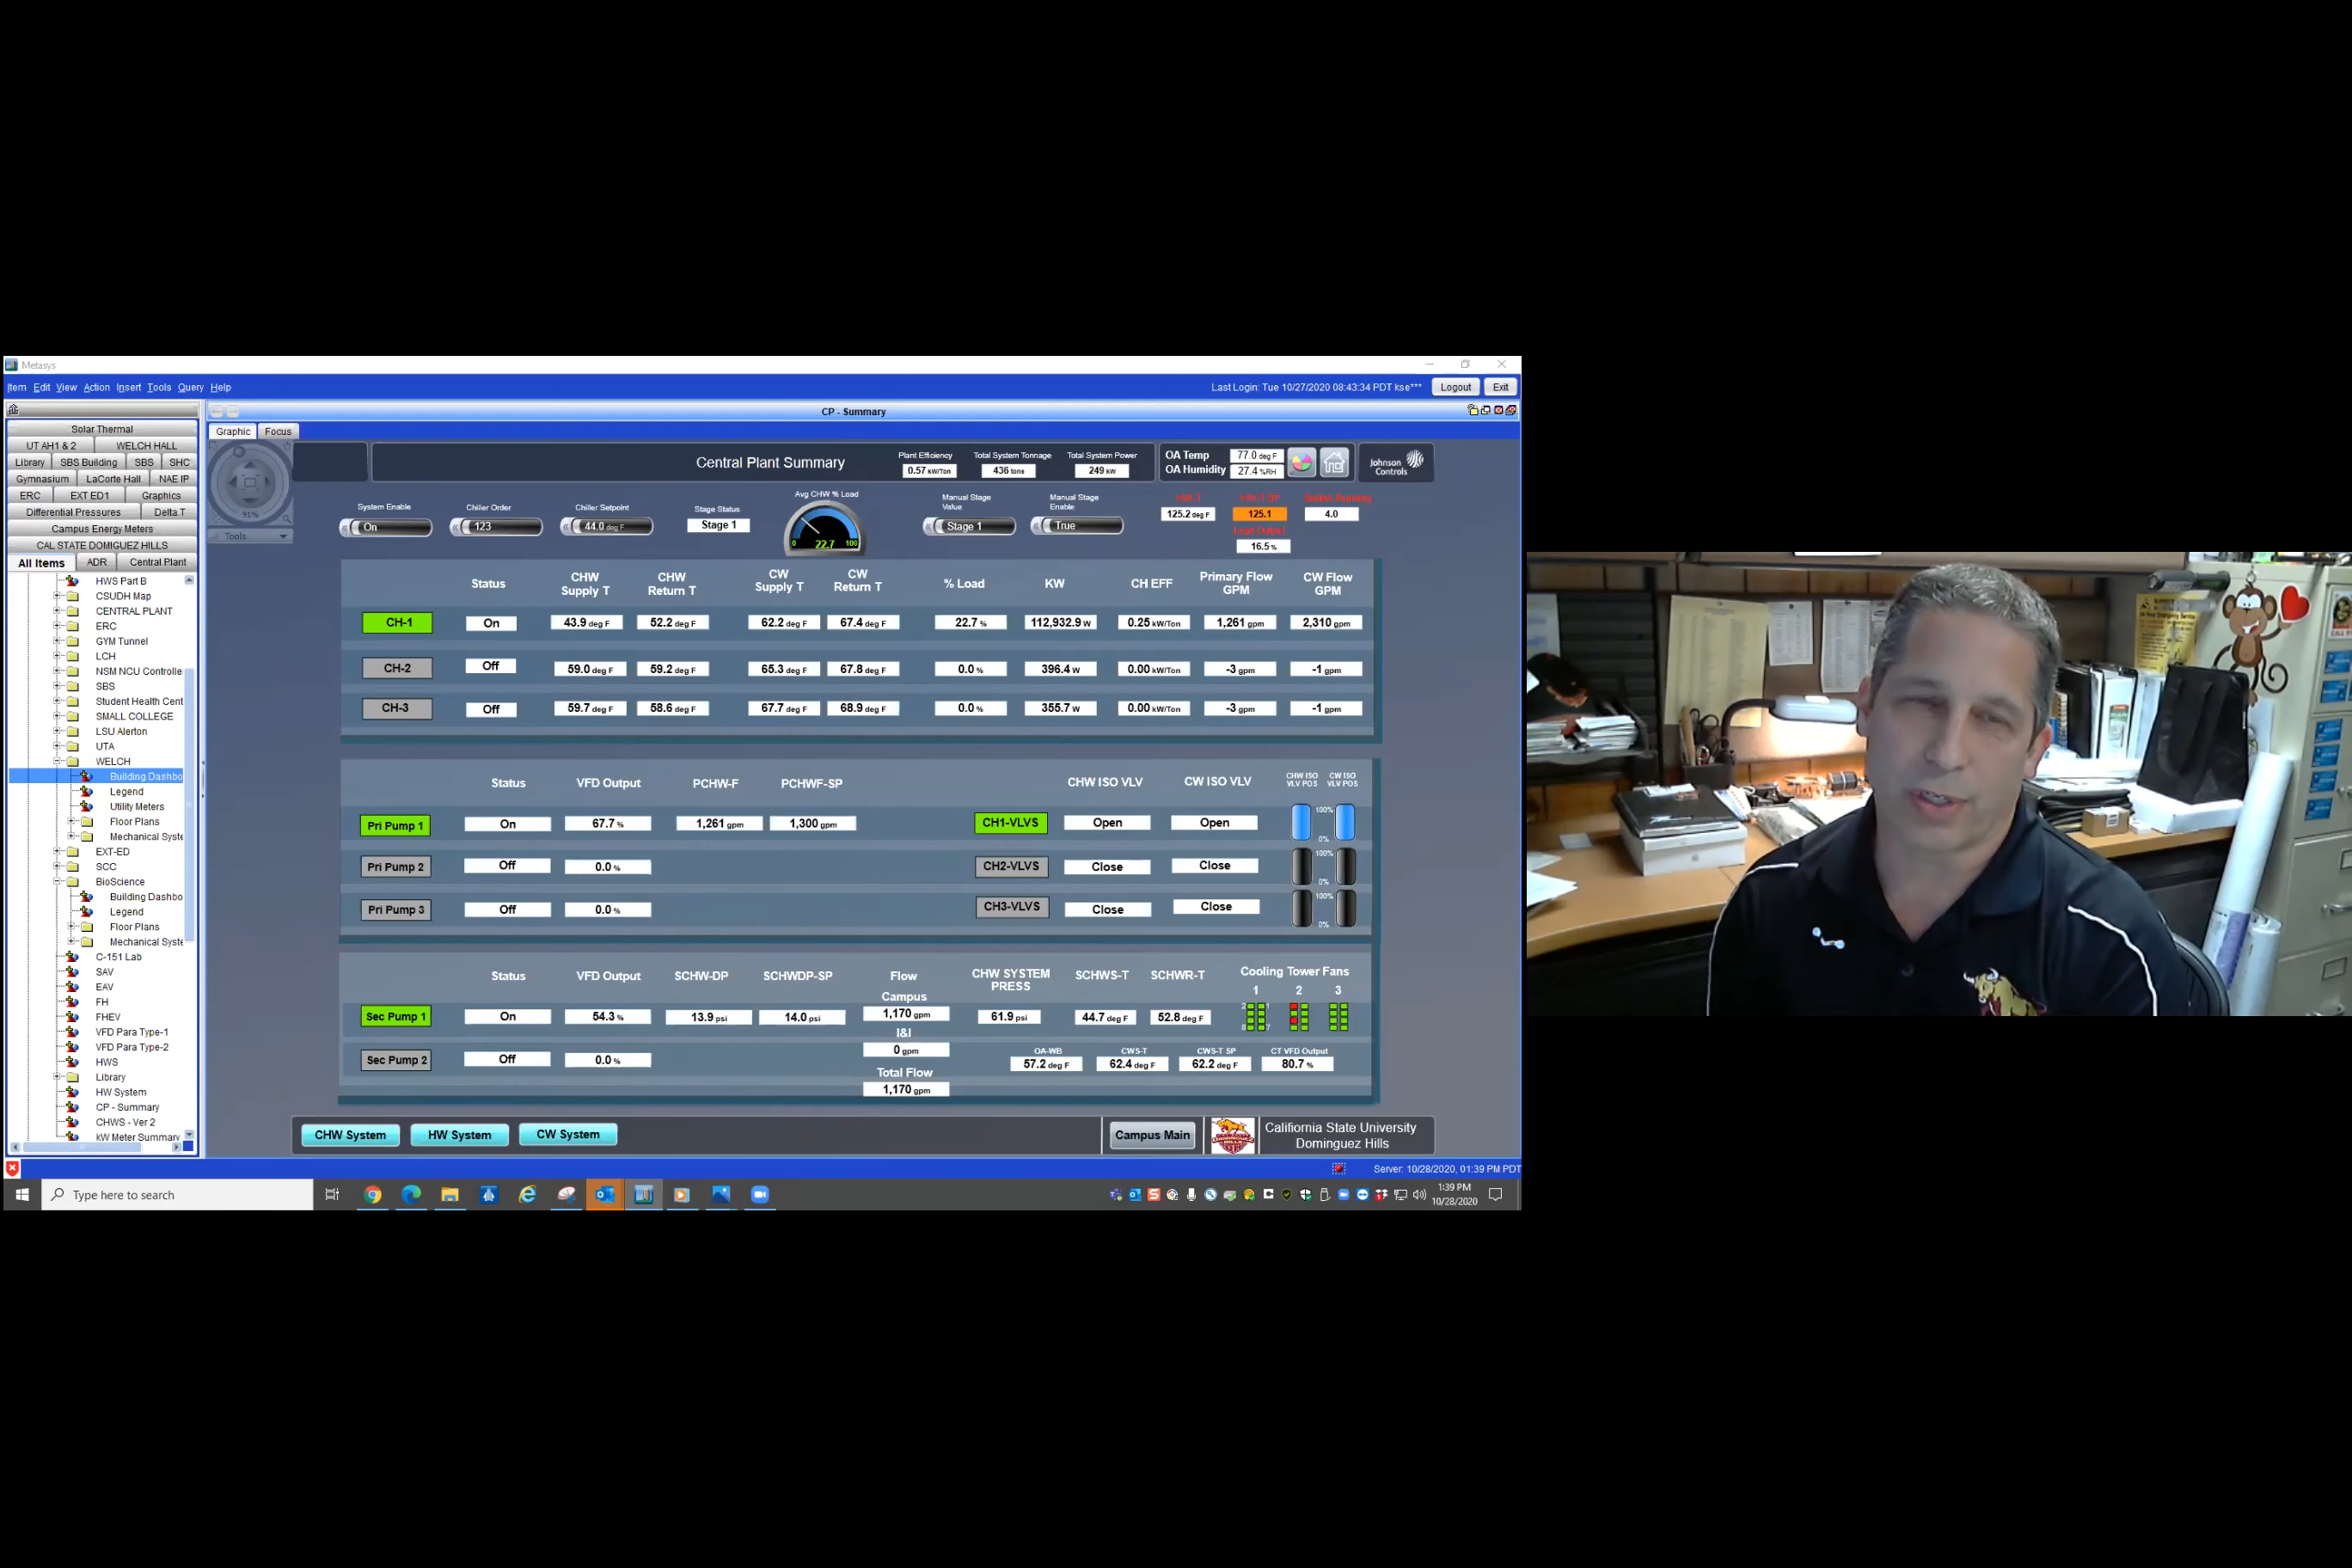 Metasys
Item Edit View Action Insert Tools Query Help
Last Login: Tue 10/27/2020 08:43:34 PDT kse***
Logout
Exit
CP - Summary
Solar Thermal
UT AH1 & 2
WELCH HALL
Library
SBS Building
SBS
SHC
Gymnasium
LaCorte Hall
NAE IP
ERC
EXT ED1
Graphics
Differential Pressures
Delta T
Campus Energy Meters
CAL STATE DOMIGUEZ HILLS
All Items
ADR
Central Plant
HWS Part B
CSUDH Map
CENTRAL PLANT
ERC
GYM Tunnel
LCH
NSM NCU Controlle
SBS
Student Health Cent
SMALL COLLEGE
LSU Alerton
UTA
WELCH
Building Dashbo
Legend
Utility Meters
Floor Plans
Mechanical Syste
EXT-ED
SCC
BioScience
Building Dashbo
Legend
Floor Plans
Mechanical Syste
C-151 Lab
SAV
EAV
FH
FHEV
VFD Para Type-1
VFD Para Type-2
HWS
Library
HW System
CP - Summary
CHWS - Ver 2
kW Meter Summary
Graphic
Focus
91%
Tools
Central Plant Summary
Plant Efficiency
0.57 kW/Ton
Total System Tonnage
436 tons
Total System Power
249 kW
OA Temp 77.0 deg F
OA Humidity 27.4 %RH
Johnson Controls
System Enable
On
Chiller Order
123
Chiller Setpoint
44.0 deg F
Stage Status
Stage 1
Avg CHW % Load
0 22.7 100
Manual Stage Value
Stage 1
Manual Stage Enable
True
125.2 deg F
125.1
4.0
16.5 %
Status CHW Supply T CHW Return T CW Supply T CW Return T % Load KW CH EFF Primary Flow GPM CW Flow GPM
CH-1 On 43.9 deg F 52.2 deg F 62.2 deg F 67.4 deg F 22.7 % 112,932.9 W 0.25 kW/Ton 1,261 gpm 2,310 gpm
CH-2 Off 59.0 deg F 59.2 deg F 65.3 deg F 67.8 deg F 0.0 % 396.4 W 0.00 kW/Ton -3 gpm -1 gpm
CH-3 Off 59.7 deg F 58.6 deg F 67.7 deg F 68.9 deg F 0.0 % 355.7 W 0.00 kW/Ton -3 gpm -1 gpm
Status VFD Output PCHW-F PCHWF-SP CHW ISO VLV CW ISO VLV CHW ISO VLV POS CW ISO VLV POS
Pri Pump 1 On 67.7 % 1,261 gpm 1,300 gpm CH1-VLVS Open Open 100% 0%
Pri Pump 2 Off 0.0 % CH2-VLVS Close Close 100% 0%
Pri Pump 3 Off 0.0 % CH3-VLVS Close Close 100% 0%
Status VFD Output SCHW-DP SCHWDP-SP Flow CHW SYSTEM PRESS SCHWS-T SCHWR-T Cooling Tower Fans
Campus 1 2 3
Sec Pump 1 On 54.3 % 13.9 psi 14.0 psi 1,170 gpm 61.9 psi 44.7 deg F 52.8 deg F 2 1 8 7
I&I
0 gpm
OA-WB CWS-T CWS-T SP CT VFD Output
Sec Pump 2 Off 0.0 % 57.2 deg F 62.4 deg F 62.2 deg F 80.7 %
Total Flow
1,170 gpm
CHW System
HW System
CW System
Campus Main
California State University
Dominguez Hills
Server: 10/28/2020, 01:39 PM PDT
Type here to search
1:39 PM
10/28/2020